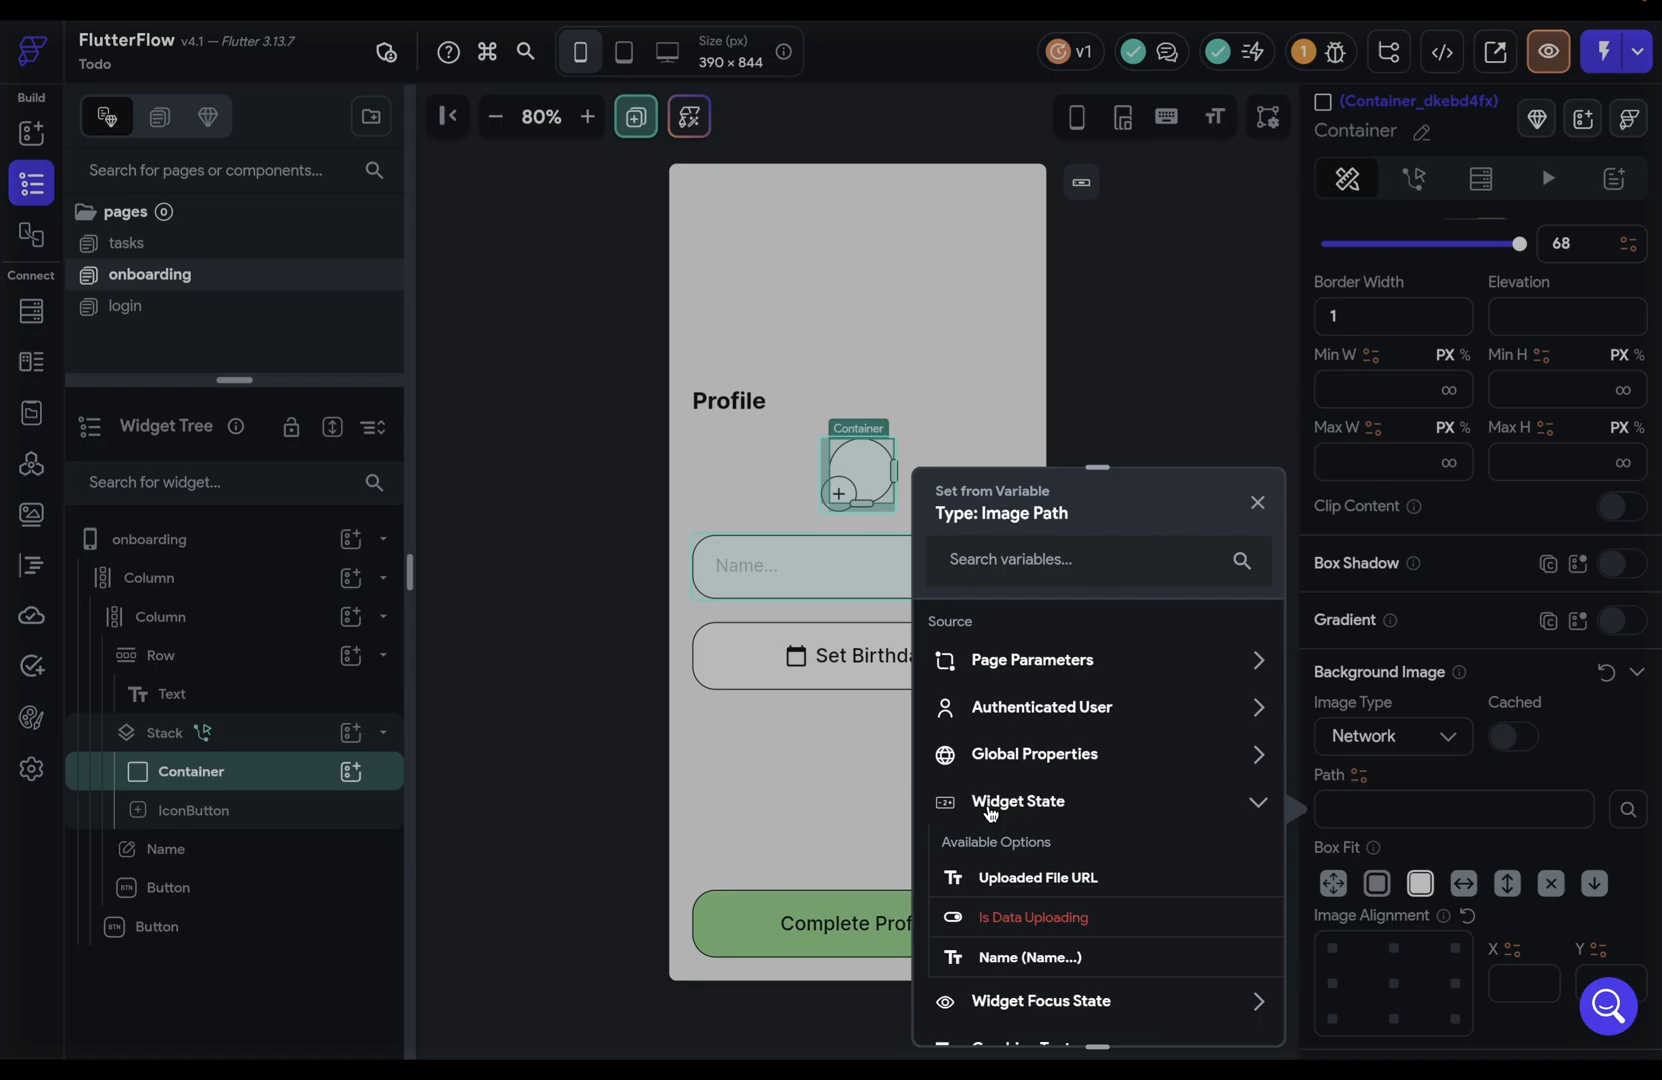 FlutterFlow v4.1 – Flutter 3.13.7
Todo
Size (px)
390 × 844
v1
1
Build
Connect
Search for pages or components...
pages 0
tasks
onboarding
login
Widget Tree
Search for widget...
onboarding
Column
Column
Row
Text
Stack
Container
IconButton
Name
Button
Button
80%
Profile
Container
Name...
Set Birthda
Complete Prof
Set from Variable
Type: Image Path
Search variables...
Source
Page Parameters
Authenticated User
Global Properties
Widget State
Available Options
Uploaded File URL
Is Data Uploading
Name (Name...)
Widget Focus State
(Container_dkebd4fx)
Container
68
Border Width Elevation
1
Min W PX % Min H PX %
∞ ∞
Max W PX % Max H PX %
∞ ∞
Clip Content
Box Shadow
Gradient
Background Image
Image Type Cached
Network
Path
Box Fit
Image Alignment
X Y